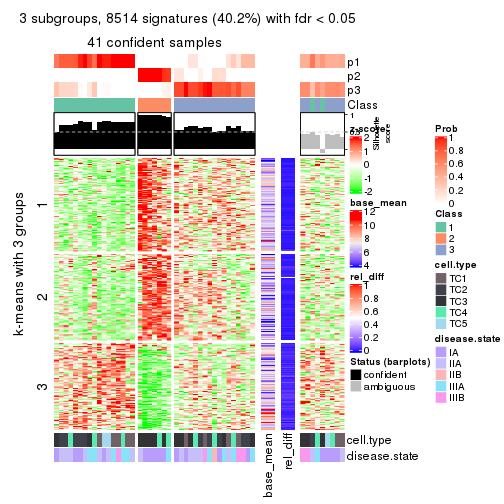 3 subgroups, 8514 signatures (40.2%) with fdr < 0.05
41 confident samples
p1
p2
p3
Class
1
0.5
0
Silhouette
score
k-means with 3 groups
1
2
3
base_mean
rel_diff
cell.type
disease.state
z-score
2
1
0
-1
-2
base_mean
12
10
8
6
4
rel_diff
1
0.8
0.6
0.4
0.2
0
Status (barplots)
confident
ambiguous
Prob
1
0.8
0.6
0.4
0.2
0
Class
1
2
3
cell.type
TC1
TC2
TC3
TC4
TC5
disease.state
IA
IIA
IIB
IIIA
IIIB